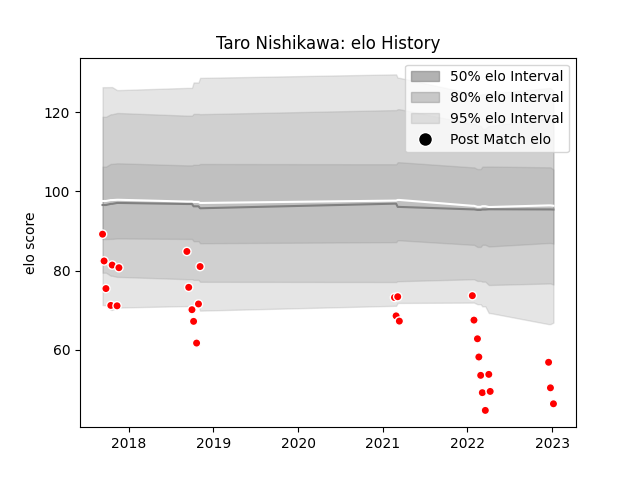 Taro Nishikawa: elo History
50% elo Interval
80% elo Interval
95% elo Interval
Post Match elo
elo score
120
100
80
60
2018
2019
2020
2021
2022
2023